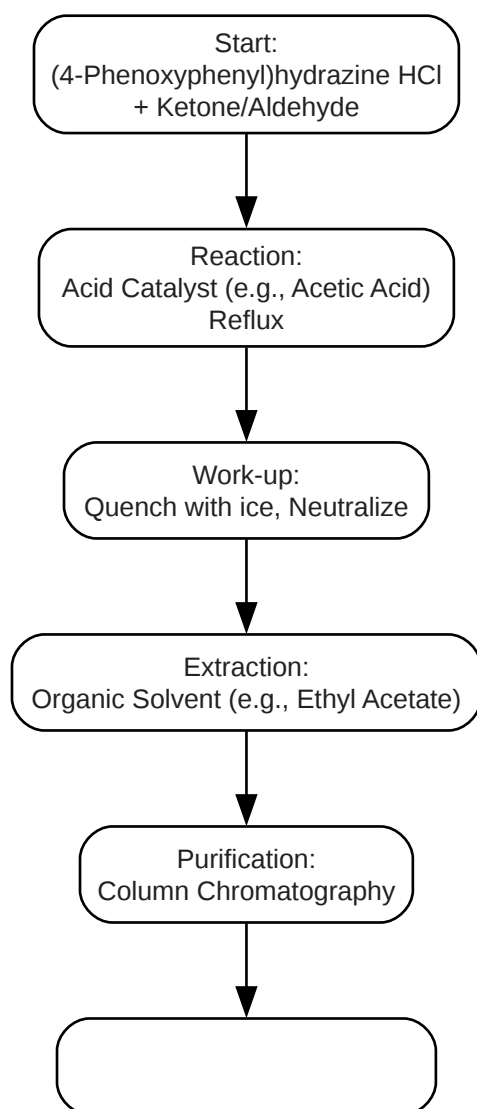 Start:
(4-Phenoxyphenyl)hydrazine HCl
+ Ketone/Aldehyde
Reaction:
Acid Catalyst (e.g., Acetic Acid)
Reflux
Work-up:
Quench with ice, Neutralize
Extraction:
Organic Solvent (e.g., Ethyl Acetate)
Purification:
Column Chromatography